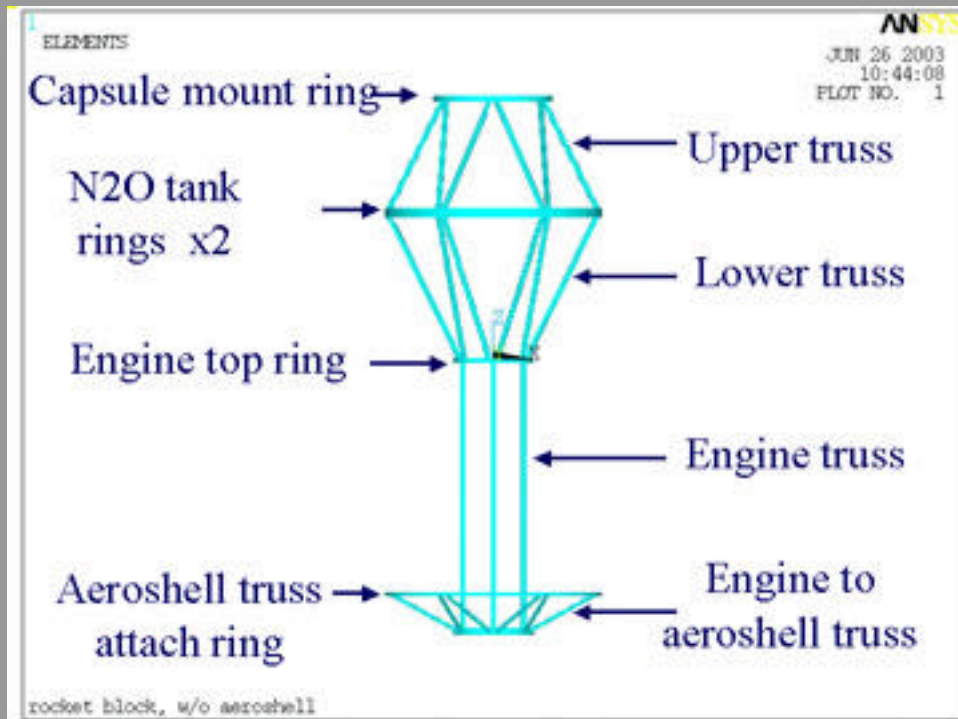 1
ELEMENTS
ANSYS
JUN 26 2003
10:44:08
PLOT NO. 1
Capsule mount ring
Upper truss
N2O tank
rings x2
Lower truss
Z
X
Engine top ring
Engine truss
Aeroshell truss
attach ring
Engine to
aeroshell truss
rocket block, w/o aeroshell